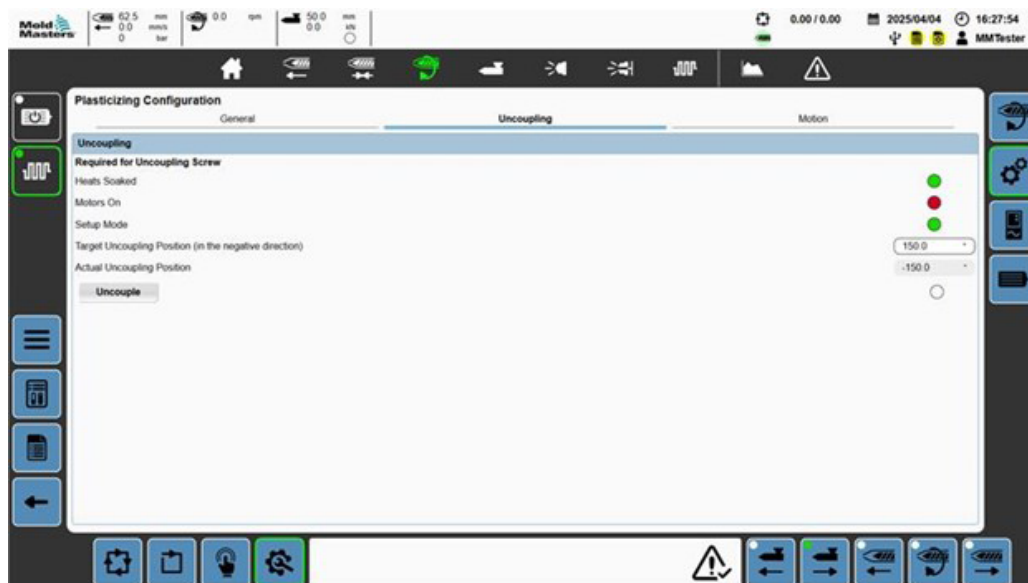 Mold Masters
62.5 mm
0.0 mm/s
0 bar
0.0 rpm
50.0 mm
0.0 kN
0.00 / 0.00
2025/04/04 16:27:54
MMTester
Plasticizing Configuration
General Uncoupling Motion
Uncoupling
Required for Uncoupling Screw
Heats Soaked
Motors On
Setup Mode
Target Uncoupling Position (in the negative direction) 150.0 °
Actual Uncoupling Position -150.0 °
Uncouple